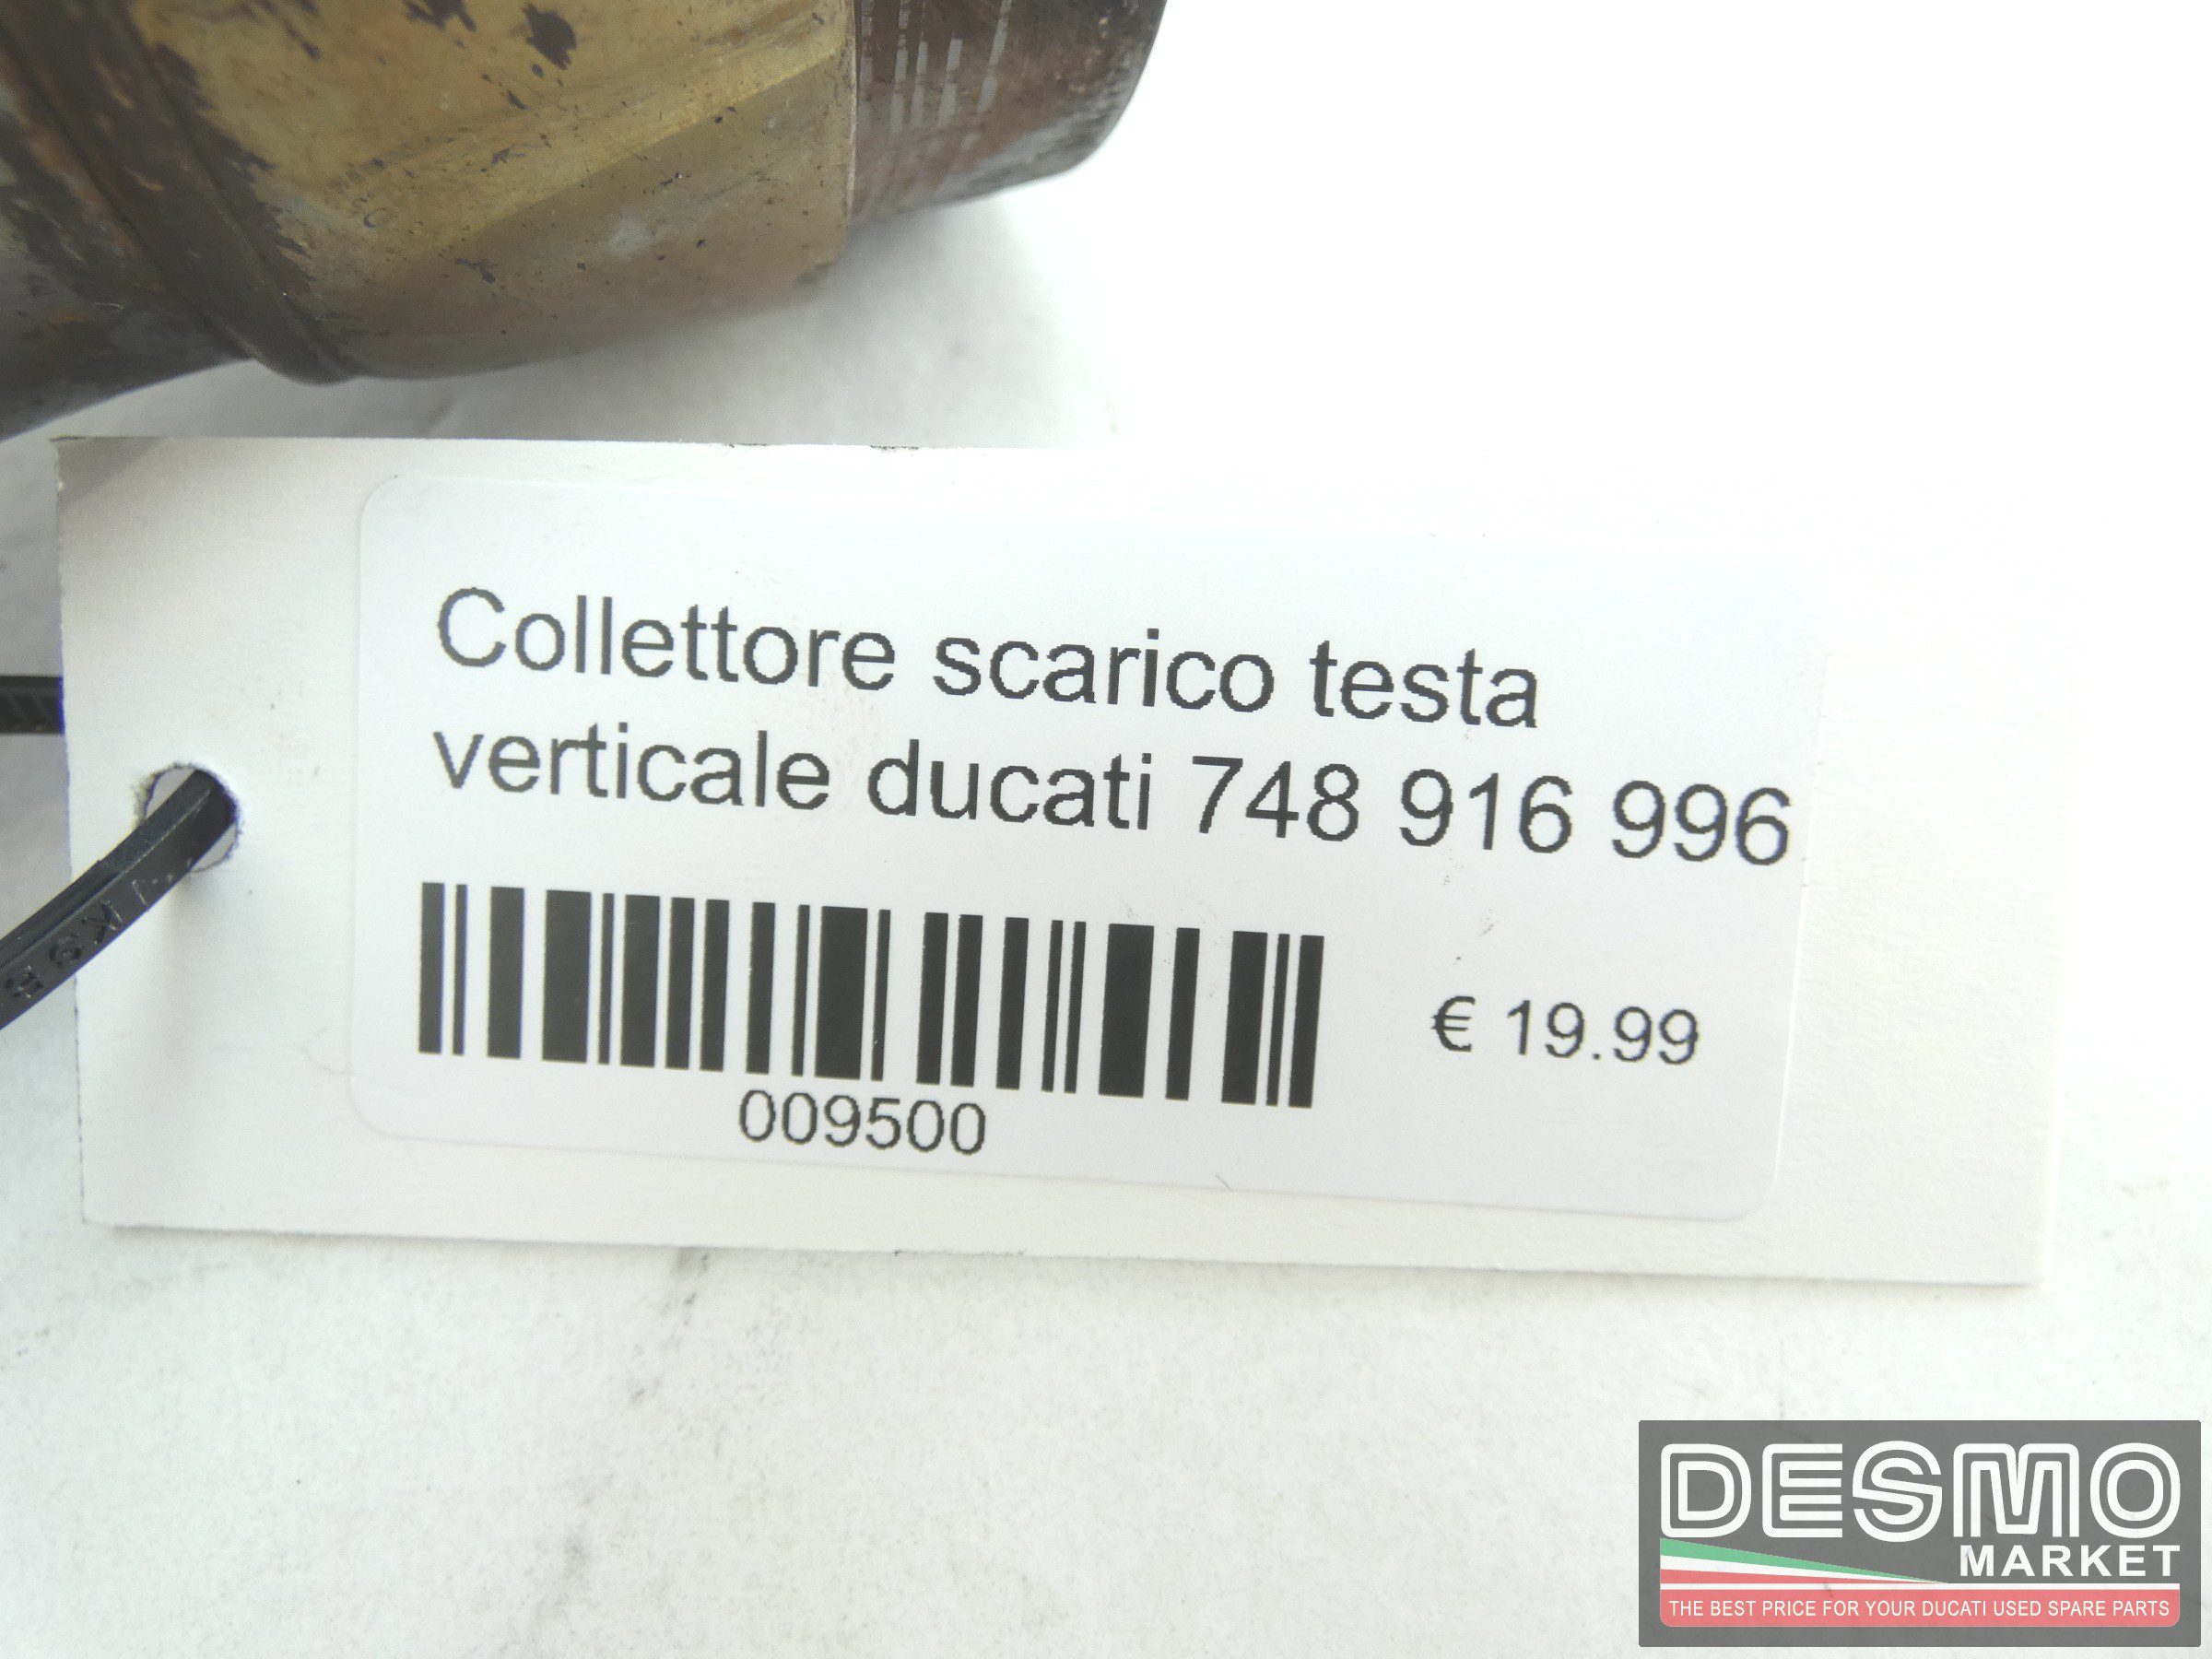 Collettore scarico testa
verticale ducati 748 916 996
€ 19.99
009500
DESMO
MARKET
THE BEST PRICE FOR YOUR DUCATI USED SPARE PARTS